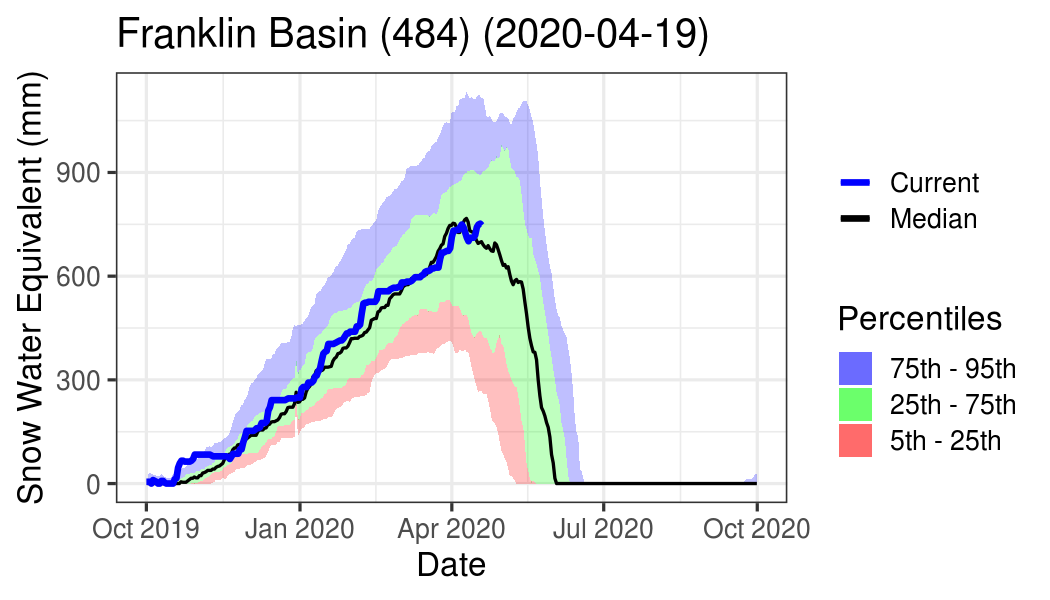 Franklin Basin (484) (2020-04-19)
Snow Water Equivalent (mm)
900
600
300
0
Oct 2019
Jan 2020
Apr 2020
Jul 2020
Oct 2020
Date
Current
Median
Percentiles
75th - 95th
25th - 75th
5th - 25th